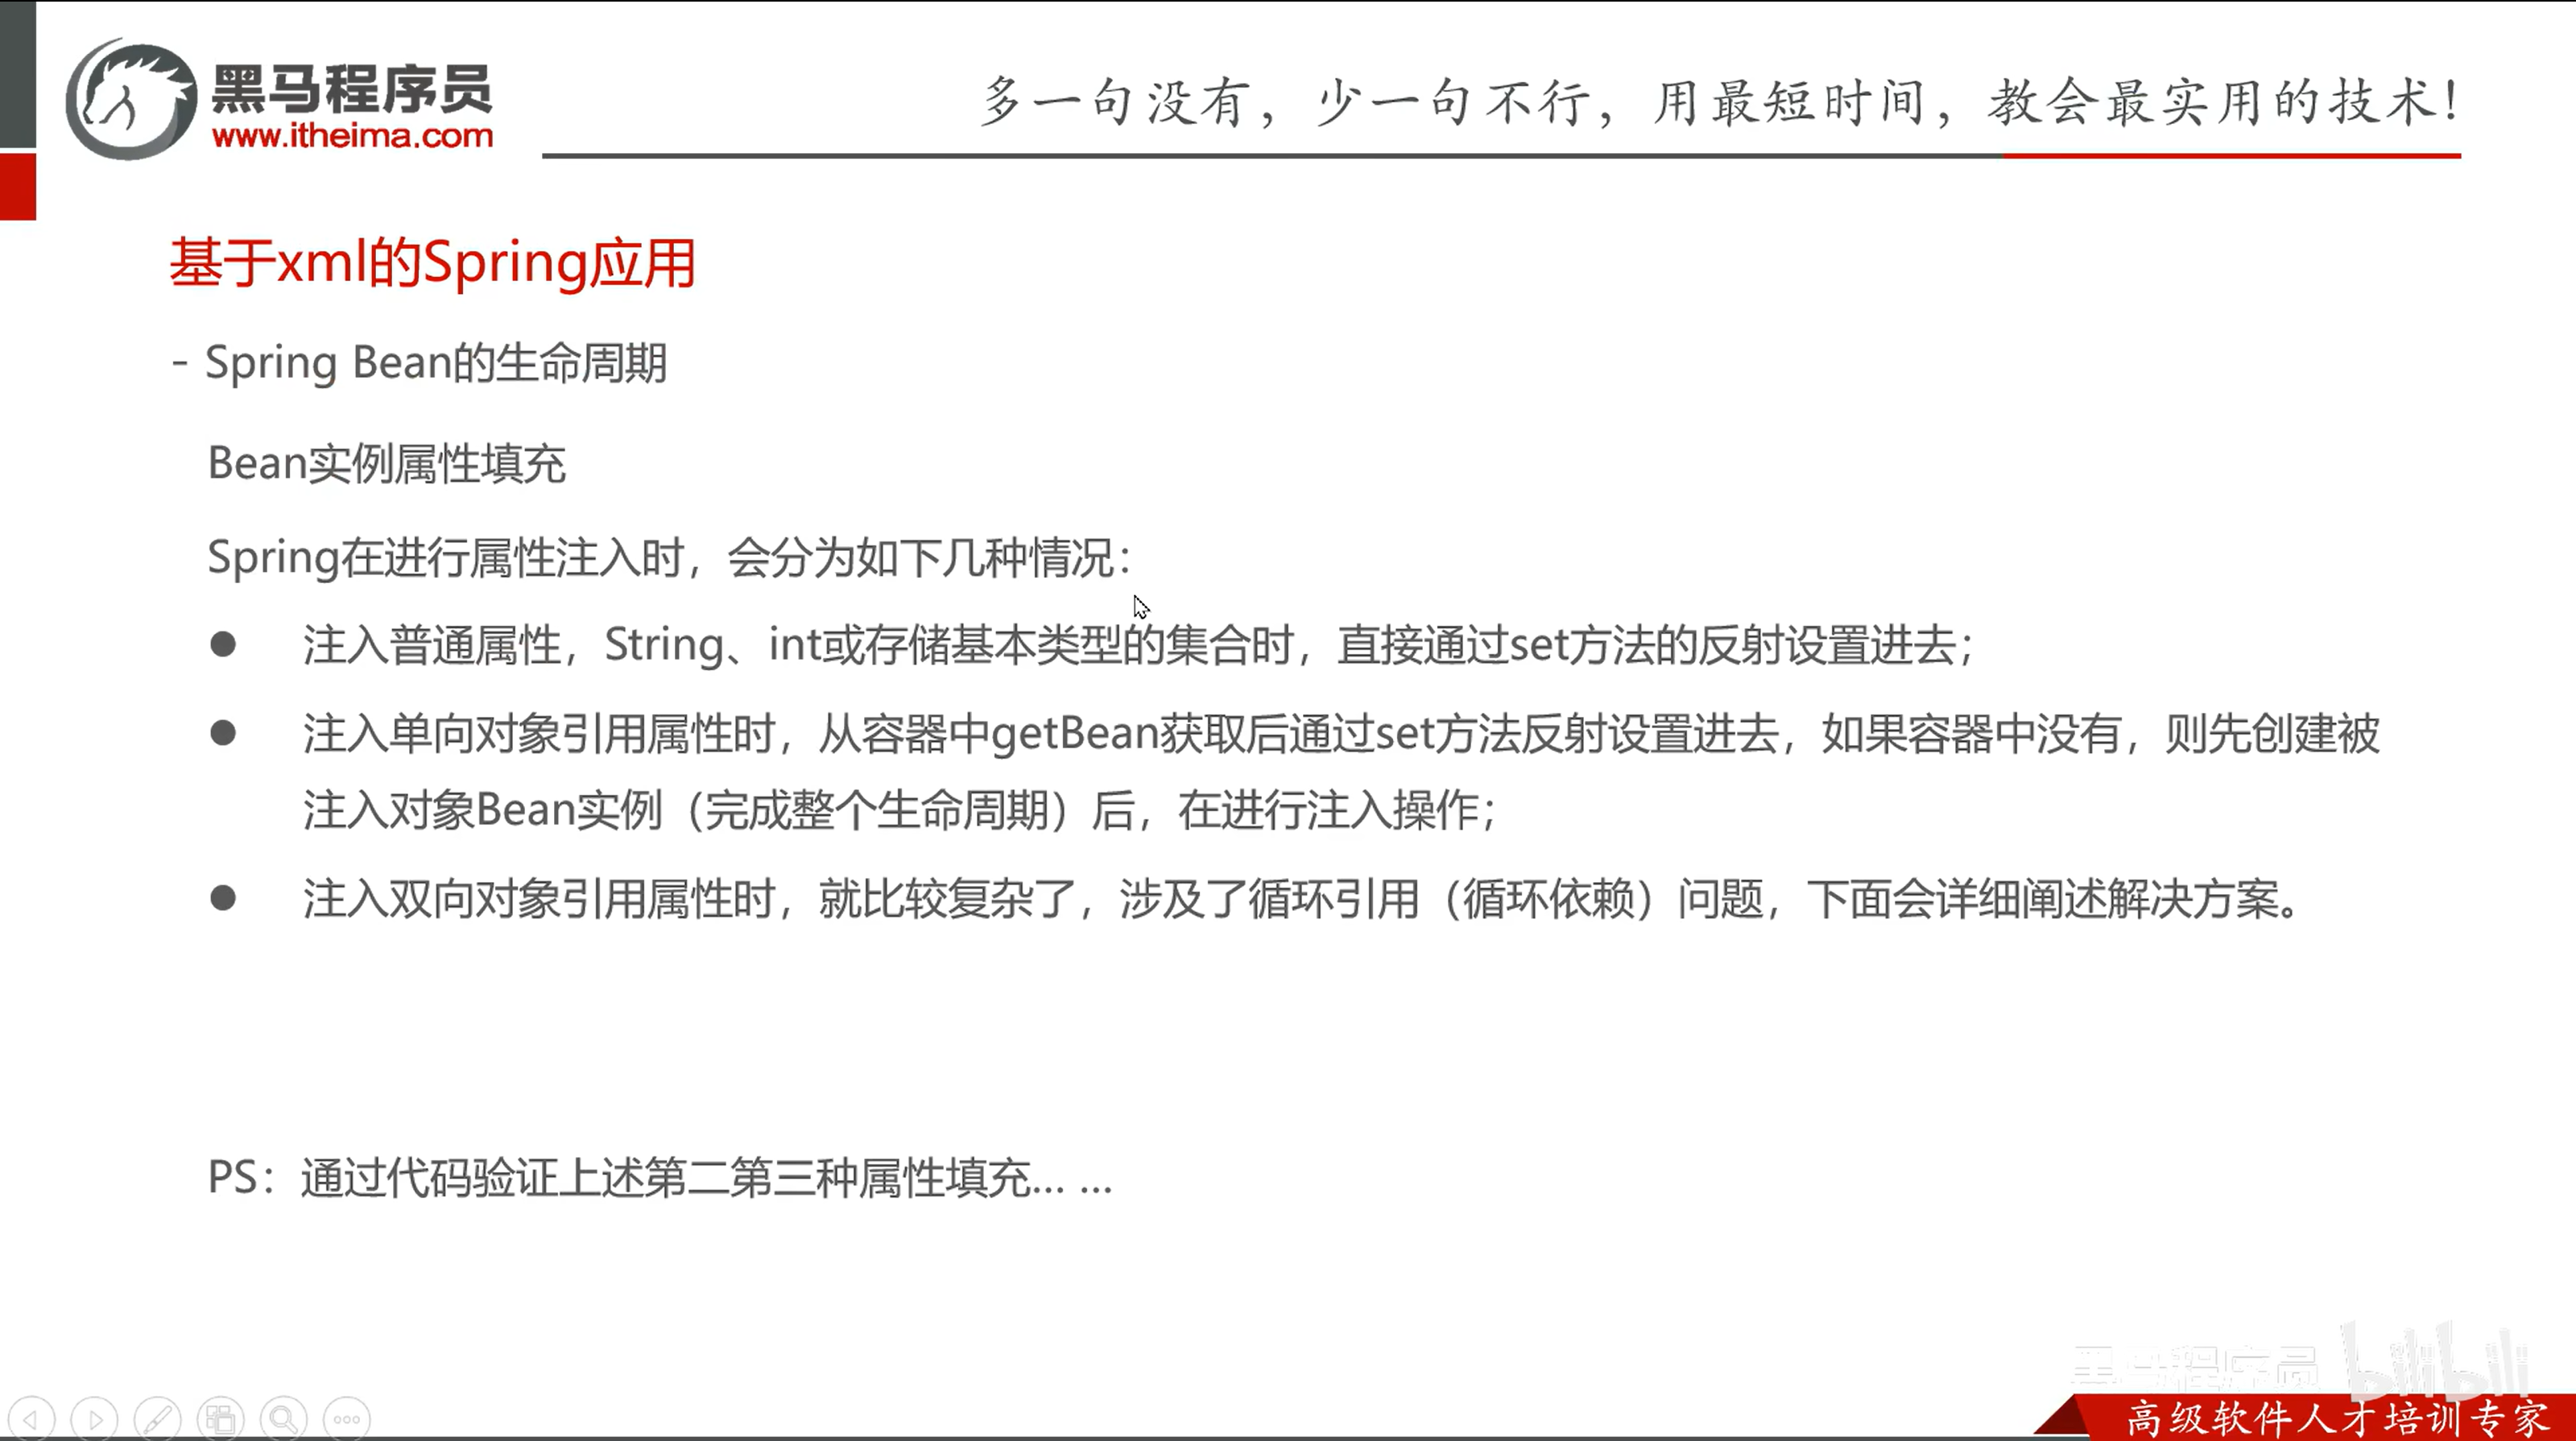 黑马程序员
www.itheima.com
多一句没有，少一句不行，用最短时间，教会最实用的技术！
基于xml的Spring应用
- Spring Bean的生命周期
Bean实例属性填充
Spring在进行属性注入时，会分为如下几种情况：
● 注入普通属性，String、int或存储基本类型的集合时，直接通过set方法的反射设置进去；
● 注入单向对象引用属性时，从容器中getBean获取后通过set方法反射设置进去，如果容器中没有，则先创建被
注入对象Bean实例（完成整个生命周期）后，在进行注入操作；
● 注入双向对象引用属性时，就比较复杂了，涉及了循环引用（循环依赖）问题，下面会详细阐述解决方案。
PS：通过代码验证上述第二第三种属性填充... ...
黑马程序员 bilibili
高级软件人才培训专家